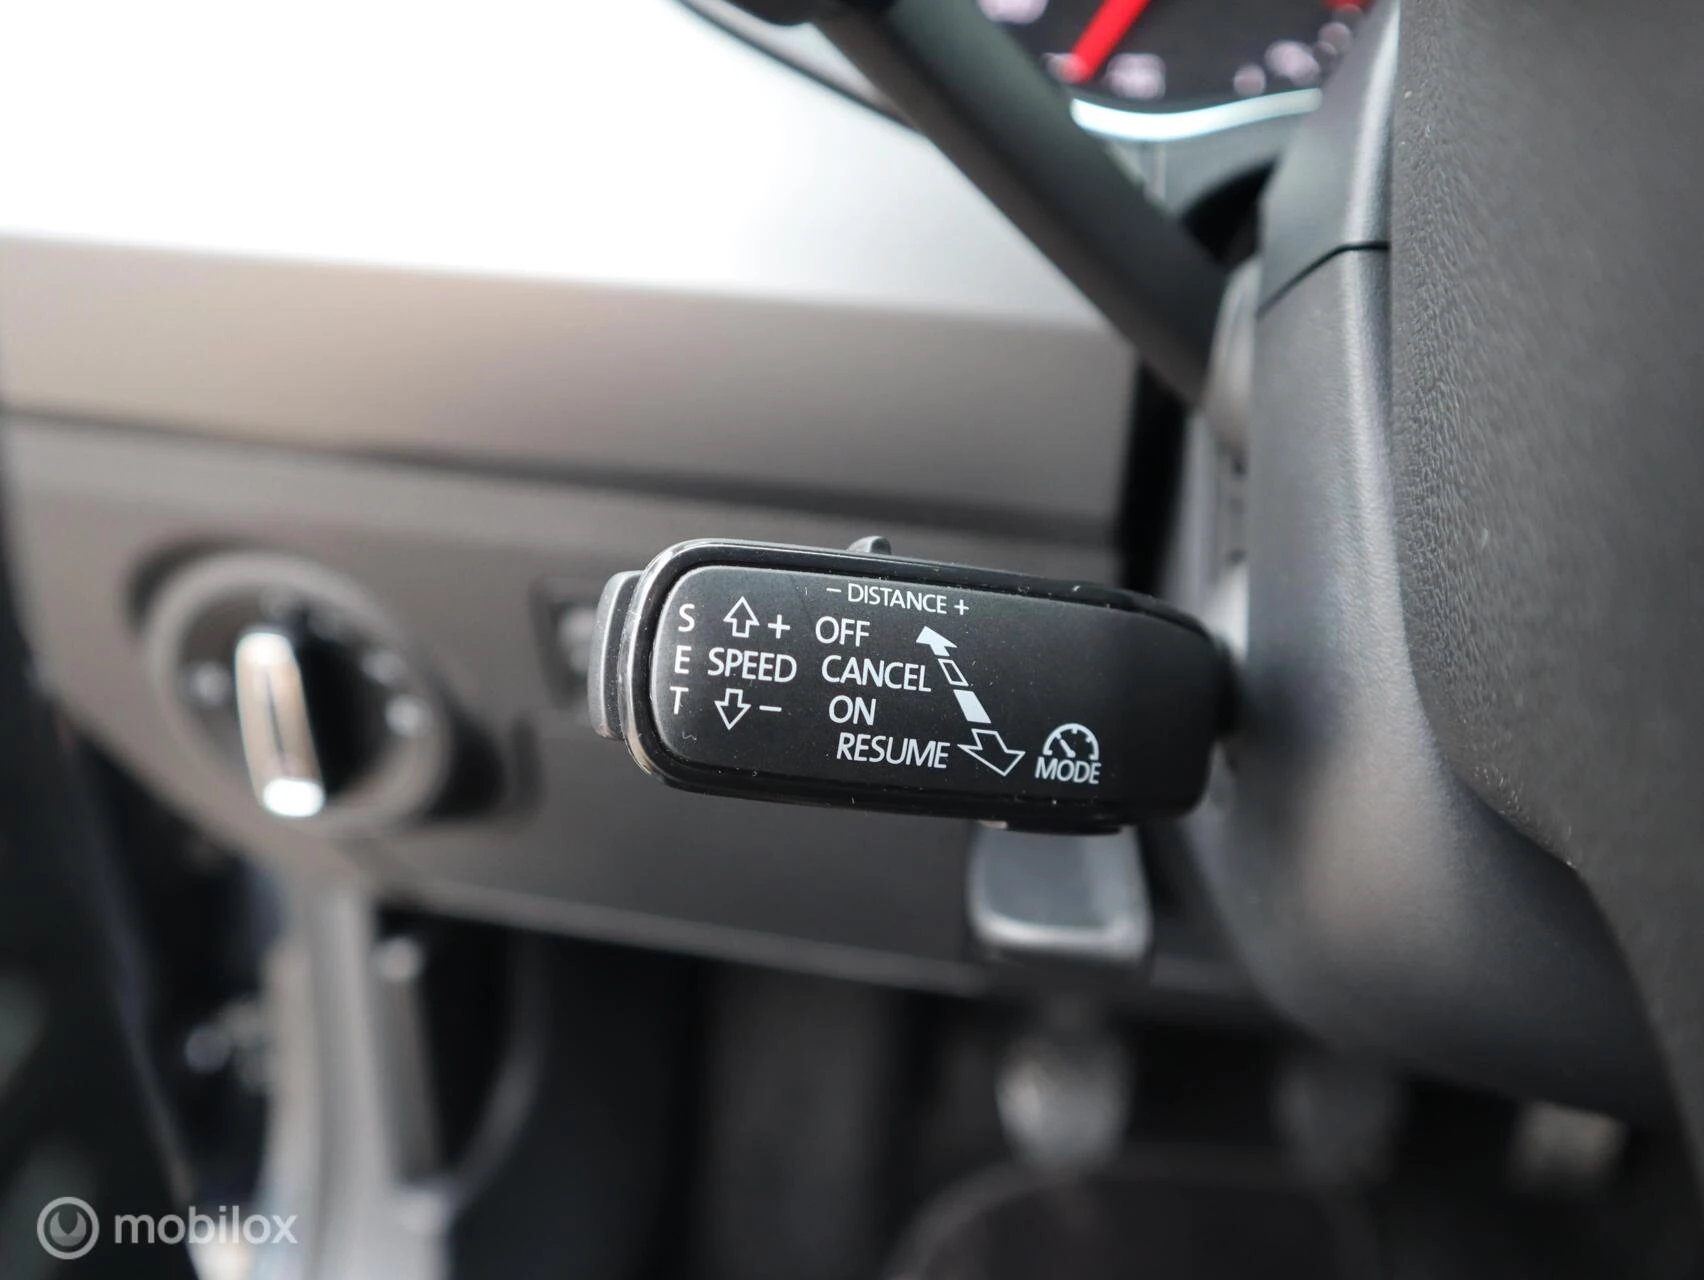 - DISTANCE +
S + OFF
E SPEED CANCEL
T - ON
RESUME
MODE
mobilox